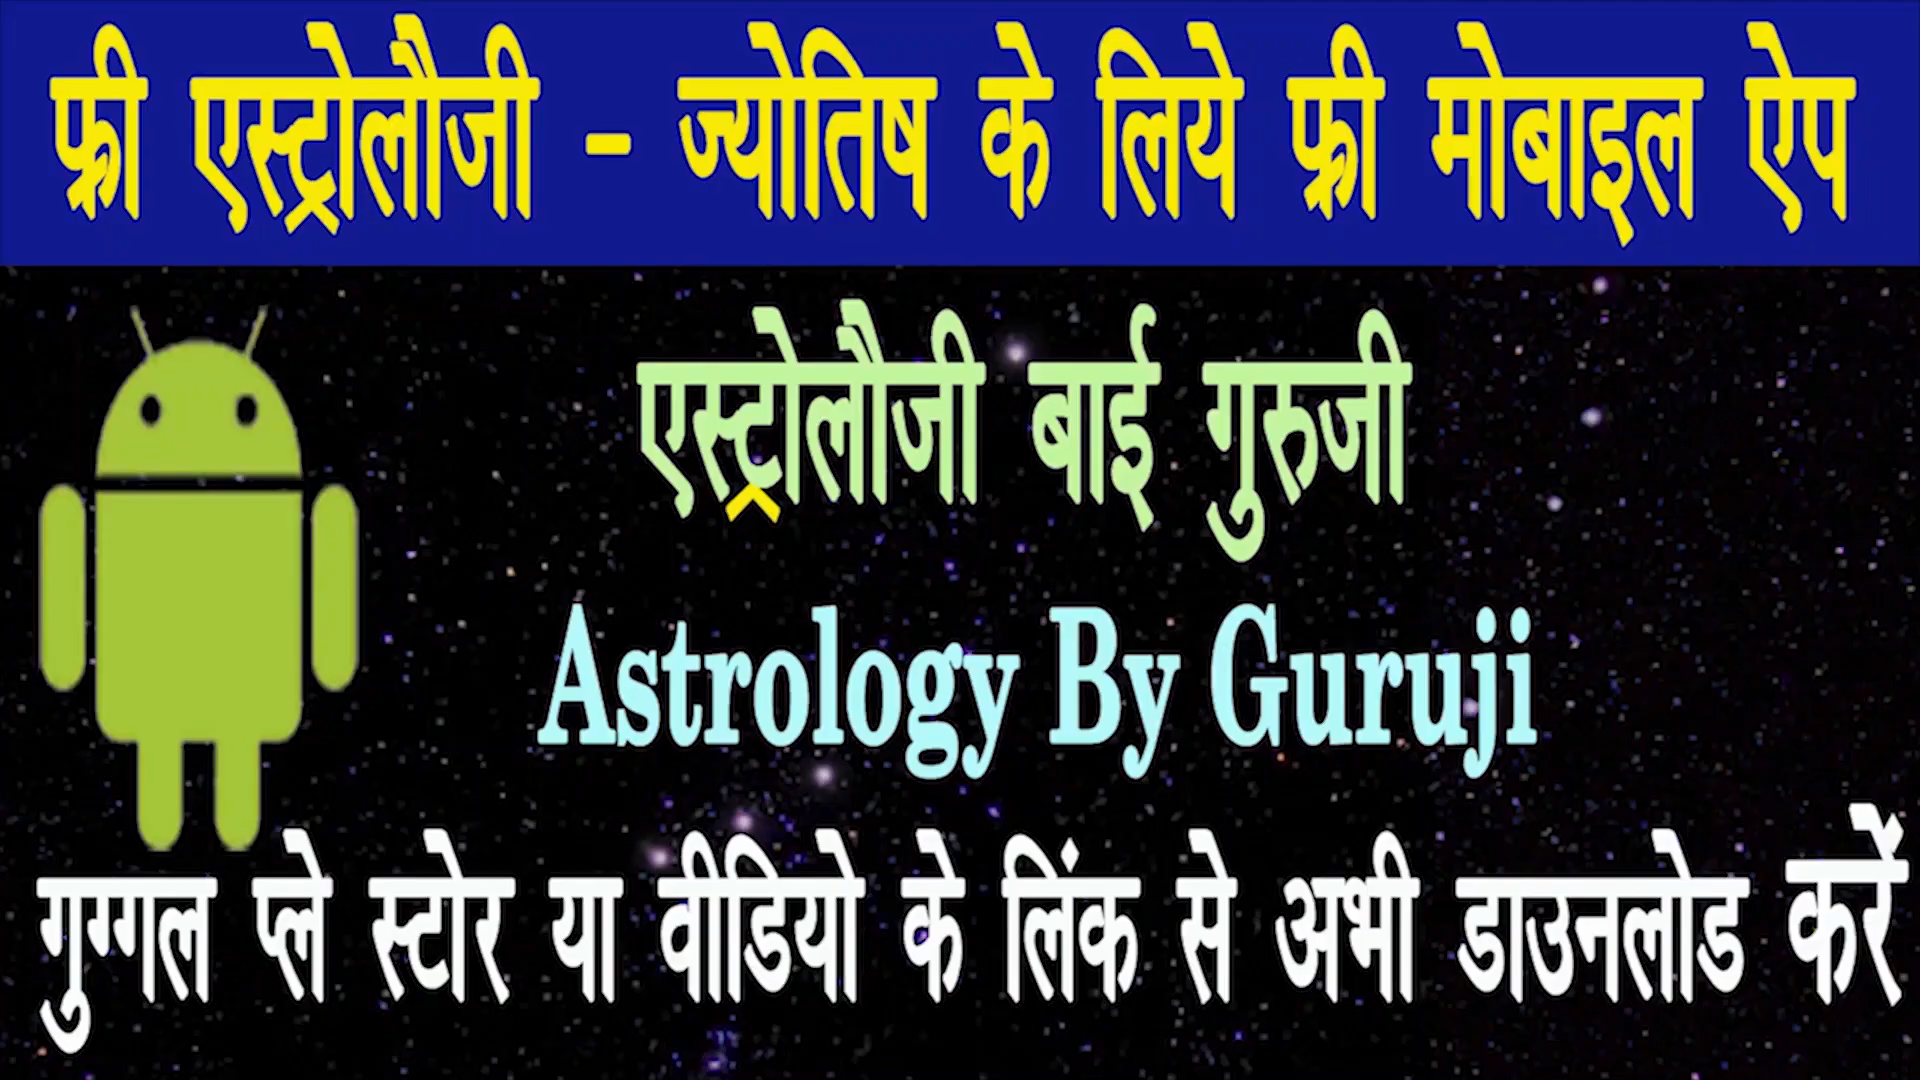 फ्री एस्ट्रोलौजी - ज्योतिष के लिये फ्री मोबाइल ऐप
एस्ट्रोलौजी बाई गुरुजी
Astrology By Guruji
गुग्गल प्ले स्टोर या वीडियो के लिंक से अभी डाउनलोड करें